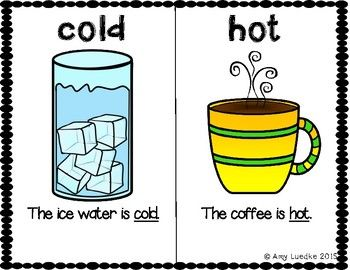 cold
The ice water is cold.
hot
The coffee is hot.
© Amy Luedke 2015